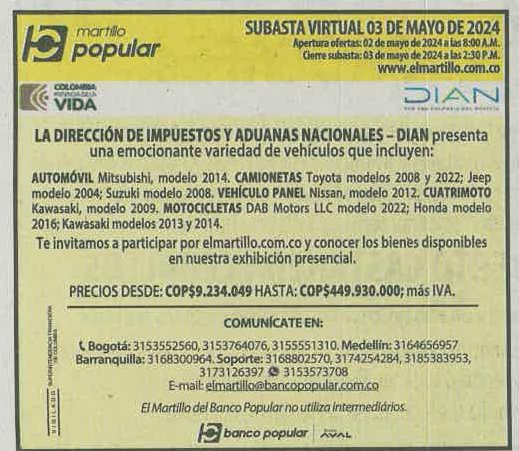 martillo
popular
SUBASTA VIRTUAL 03 DE MAYO DE 2024
Apertura ofertas: 02 de mayo de 2024 a las 8:00 A.M.
Cierre subasta: 03 de mayo de 2024 a las 2:30 P.M.
www.elmartillo.com.co
COLOMBIA
POTENCIA DE LA
VIDA
DIAN
LA DIRECCIÓN DE IMPUESTOS Y ADUANAS NACIONALES – DIAN presenta
una emocionante variedad de vehículos que incluyen:
AUTOMÓVIL Mitsubishi, modelo 2014. CAMIONETAS Toyota modelos 2008 y 2022; Jeep
modelo 2004; Suzuki modelo 2008. VEHÍCULO PANEL Nissan, modelo 2012. CUATRIMOTO
Kawasaki, modelo 2009. MOTOCICLETAS DAB Motors LLC modelo 2022; Honda modelo
2016; Kawasaki modelos 2013 y 2014.
Te invitamos a participar por elmartillo.com.co y conocer los bienes disponibles
en nuestra exhibición presencial.
PRECIOS DESDE: COP$9.234.049 HASTA: COP$449.930.000; más IVA.
COMUNÍCATE EN:
Bogotá: 3153552560, 3153764076, 3155551310. Medellín: 3164656957
Barranquilla: 3168300964. Soporte: 3168802570, 3174254284, 3185383953,
3173126397 3153573708
E-mail: elmartillo@bancopopular.com.co
El Martillo del Banco Popular no utiliza intermediários.
banco popular
AVAL
VIGILADO SUPERINTENDENCIA FINANCIERA
DE COLOMBIA